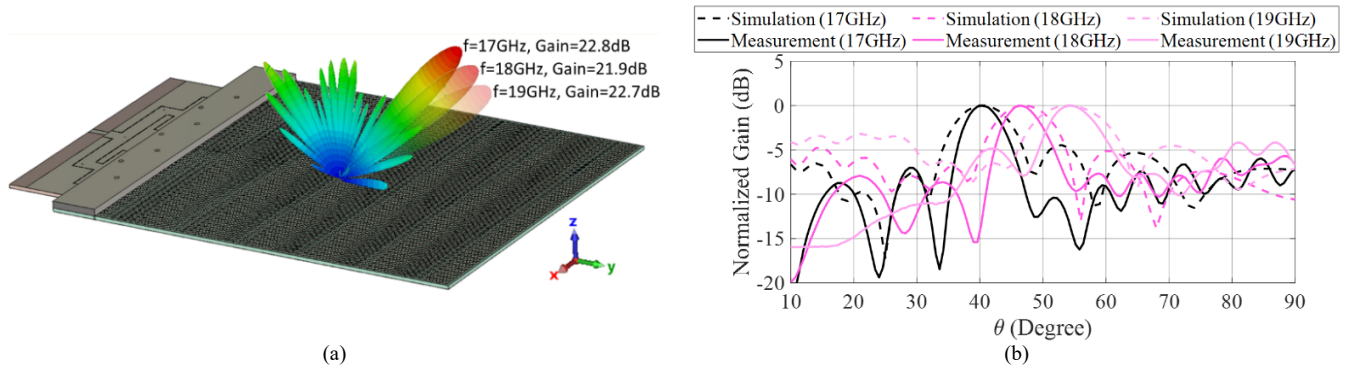 f=17GHz, Gain=22.8dB
f=18GHz, Gain=21.9dB
f=19GHz, Gain=22.7dB
z
x
y
(a)
Simulation (17GHz) Simulation (18GHz) Simulation (19GHz)
Measurement (17GHz) Measurement (18GHz) Measurement (19GHz)
Normalized Gain (dB)
5
0
-5
-10
-15
-20
10 20 30 40 50 60 70 80 90
θ (Degree)
(b)